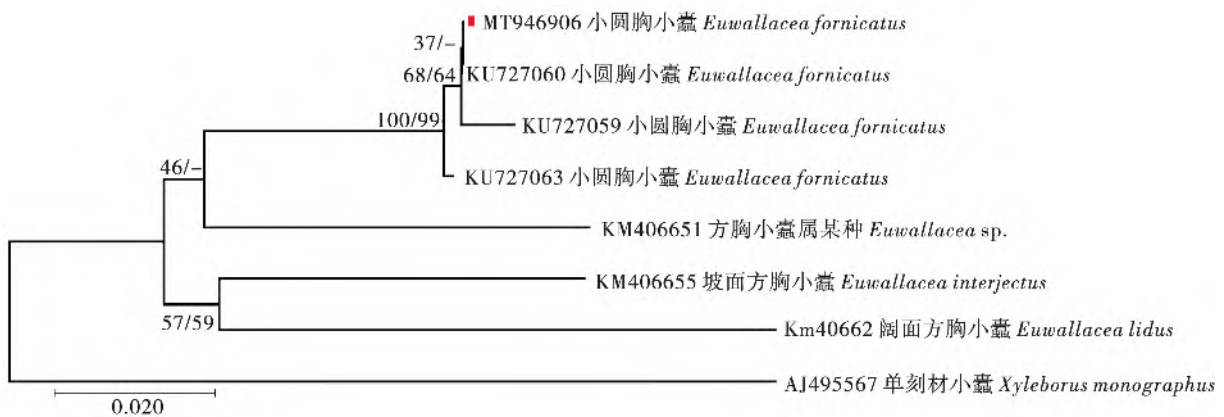 MT946906 小圆胸小蠹 Euwallacea fornicatus
37/–
68/64
KU727060 小圆胸小蠹 Euwallacea fornicatus
100/99
KU727059 小圆胸小蠹 Euwallacea fornicatus
46/–
KU727063 小圆胸小蠹 Euwallacea fornicatus
KM406651 方胸小蠹属某种 Euwallacea sp.
KM406655 坡面方胸小蠹 Euwallacea interjectus
57/59
Km40662 阔面方胸小蠹 Euwallacea lidus
AJ495567 单刻材小蠹 Xyleborus monographus
0.020